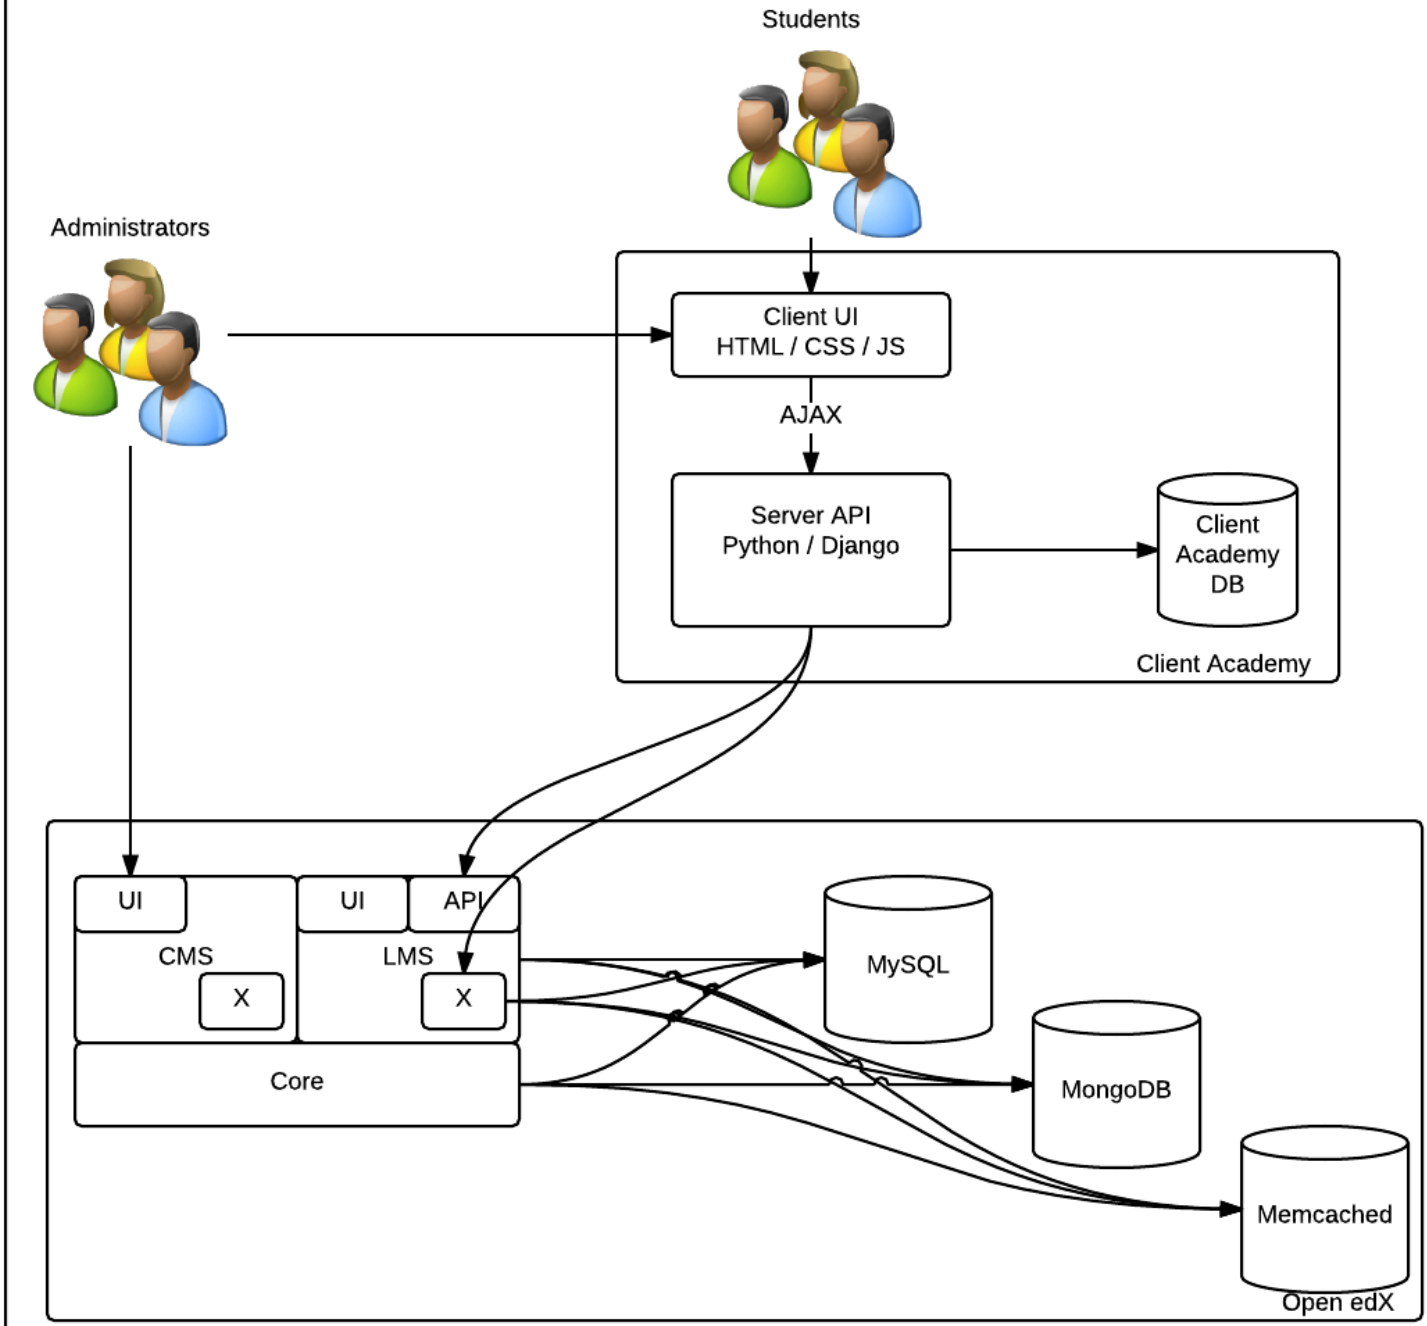 Students
Administrators
Client UI
HTML / CSS / JS
AJAX
Server API
Python / Django
Client
Academy
DB
Client Academy
UI
UI
API
CMS
LMS
X
X
Core
MySQL
MongoDB
Memcached
Open edX